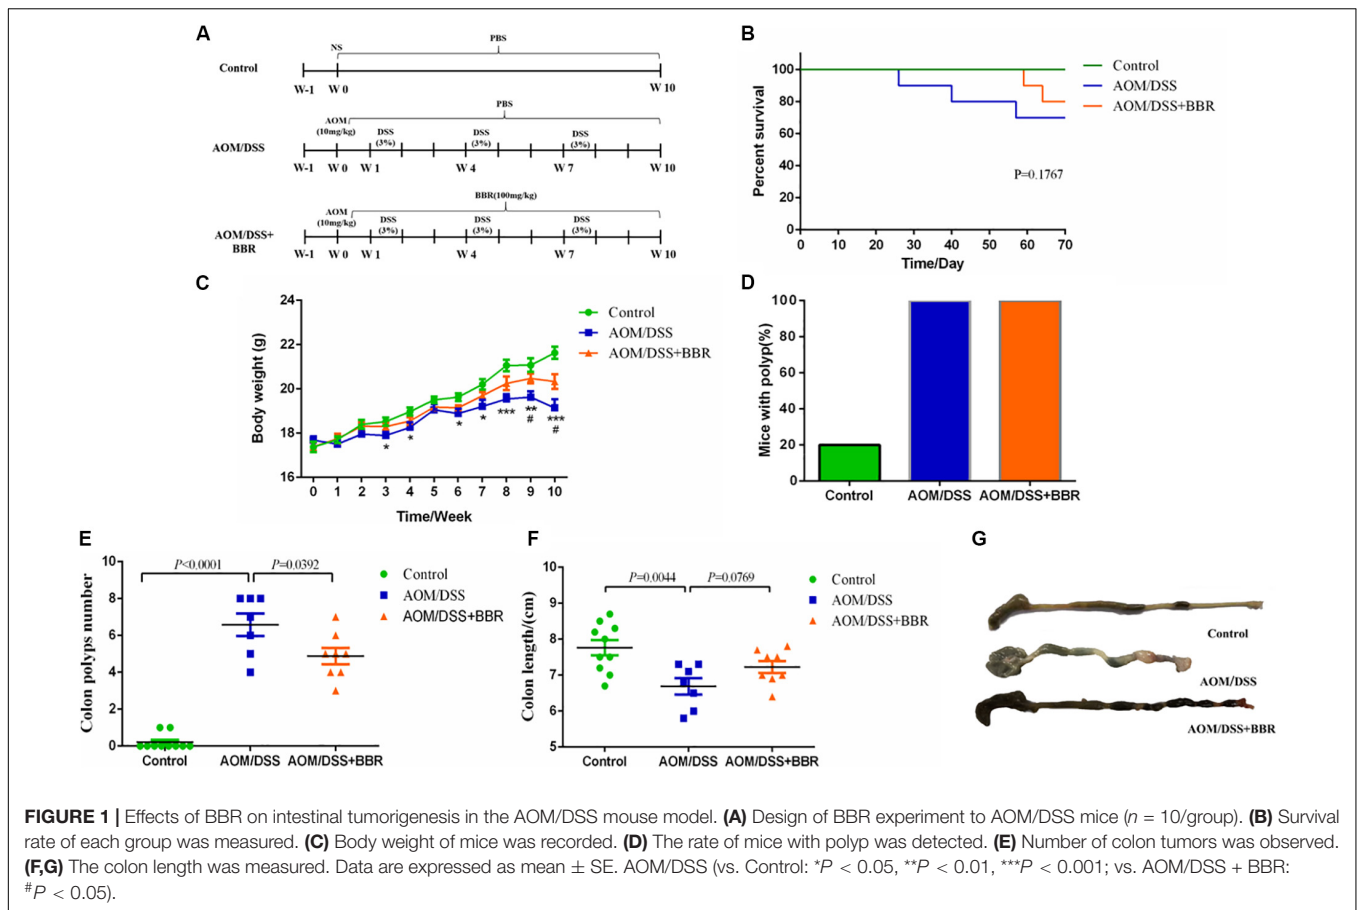 A
NS
PBS
Control
W-1 W 0 W 10
PBS
AOM
(10mg/kg)
DSS
(3%)
DSS
(3%)
DSS
(3%)
AOM/DSS
W-1 W 0 W 1 W 4 W 7 W 10
BBR(100mg/kg)
AOM
(10mg/kg)
DSS
(3%)
DSS
(3%)
DSS
(3%)
AOM/DSS+
BBR
W-1 W 0 W 1 W 4 W 7 W 10
B
Percent survival
100
80
60
40
20
0
0 10 20 30 40 50 60 70
Time/Day
Control
AOM/DSS
AOM/DSS+BBR
P=0.1767
C
Body weight (g)
24
22
20
18
16
0 1 2 3 4 5 6 7 8 9 10
Time/Week
Control
AOM/DSS
AOM/DSS+BBR
* * * * *** ** ***
# #
D
Mice with polyp(%)
100
80
60
40
20
0
Control AOM/DSS AOM/DSS+BBR
E
Colon polyps number
10
8
6
4
2
0
P<0.0001 P=0.0392
Control
AOM/DSS
AOM/DSS+BBR
Control AOM/DSS AOM/DSS+BBR
F
Colon length/(cm)
10
9
8
7
6
5
P=0.0044 P=0.0769
Control
AOM/DSS
AOM/DSS+BBR
Control AOM/DSS AOM/DSS+BBR
G
Control
AOM/DSS
AOM/DSS+BBR
FIGURE 1 | Effects of BBR on intestinal tumorigenesis in the AOM/DSS mouse model. (A) Design of BBR experiment to AOM/DSS mice (n = 10/group). (B) Survival
rate of each group was measured. (C) Body weight of mice was recorded. (D) The rate of mice with polyp was detected. (E) Number of colon tumors was observed.
(F,G) The colon length was measured. Data are expressed as mean ± SE. AOM/DSS (vs. Control: *P < 0.05, **P < 0.01, ***P < 0.001; vs. AOM/DSS + BBR:
#P < 0.05).